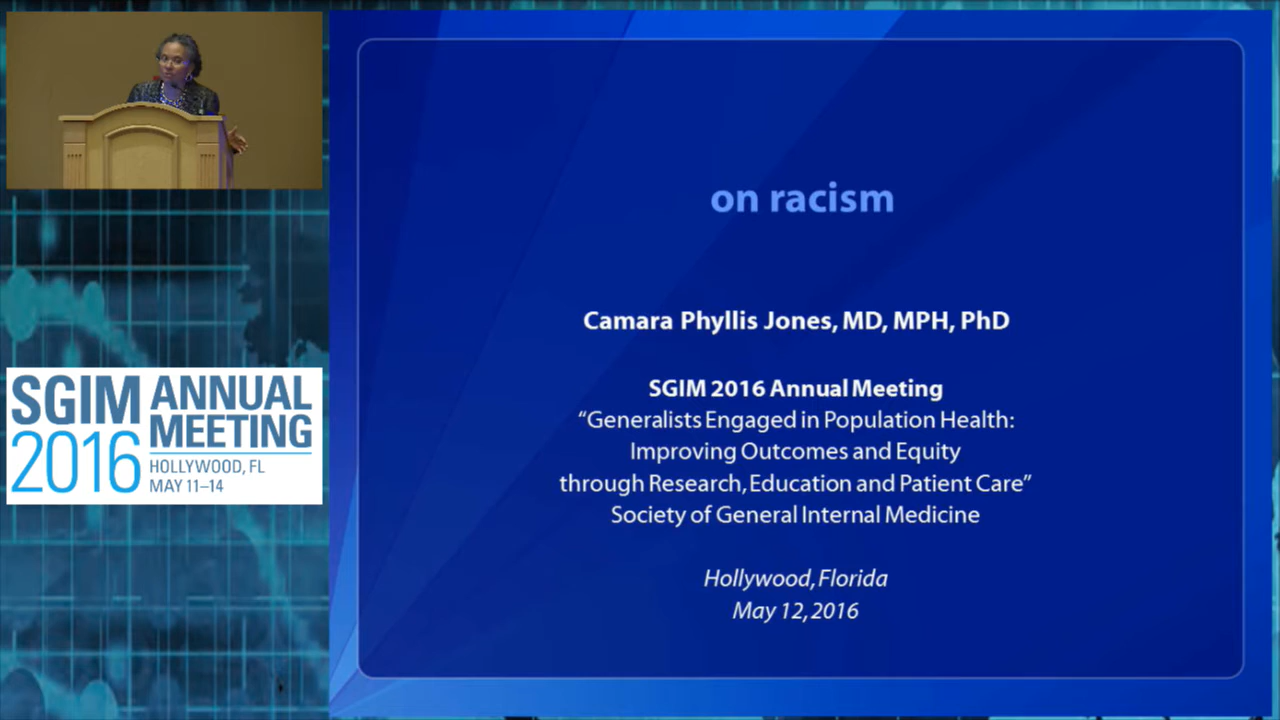 SGIM ANNUAL
2016 MEETING
HOLLYWOOD, FL
MAY 11–14
on racism
Camara Phyllis Jones, MD, MPH, PhD
SGIM 2016 Annual Meeting
“Generalists Engaged in Population Health:
Improving Outcomes and Equity
through Research, Education and Patient Care”
Society of General Internal Medicine
Hollywood, Florida
May 12, 2016